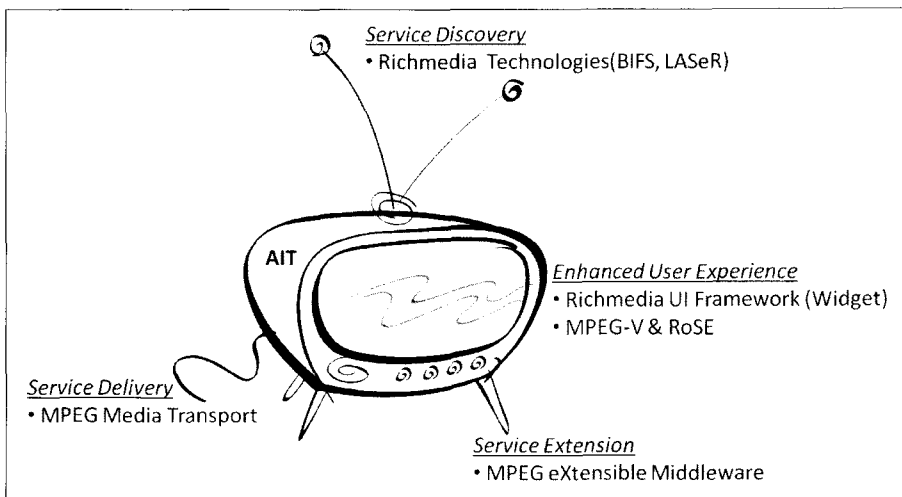 Service Discovery
• Richmedia Technologies(BIFS, LASeR)
AIT
Enhanced User Experience
• Richmedia UI Framework (Widget)
• MPEG-V & RoSE
Service Delivery
• MPEG Media Transport
Service Extension
• MPEG eXtensible Middleware